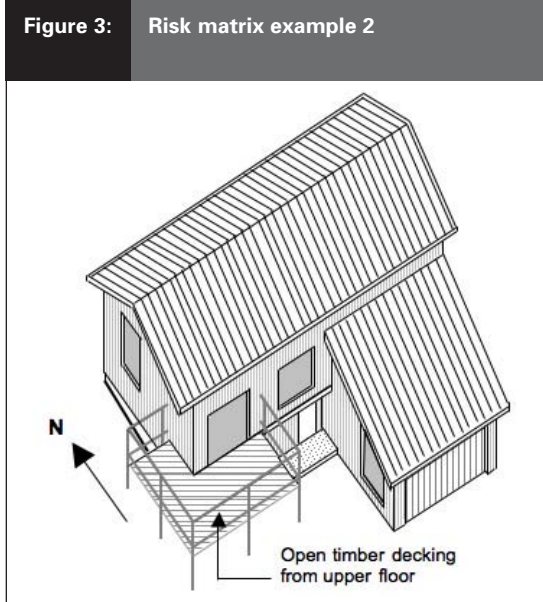 Figure 3: Risk matrix example 2
N
Open timber decking
from upper floor